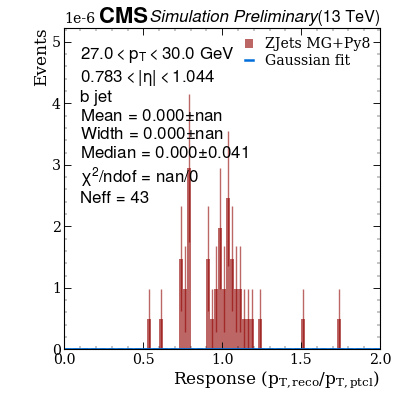 1e-6 CMS Simulation Preliminary (13 TeV)
Events
27.0 < p_T < 30.0 GeV
0.783 < |η| < 1.044
b jet
Mean = 0.000±nan
Width = 0.000±nan
Median = 0.000±0.041
χ²/ndof = nan/0
Neff = 43
ZJets MG+Py8
Gaussian fit
5
4
3
2
1
0
0.0 0.5 1.0 1.5 2.0
Response (p_T,reco/p_T,ptcl)